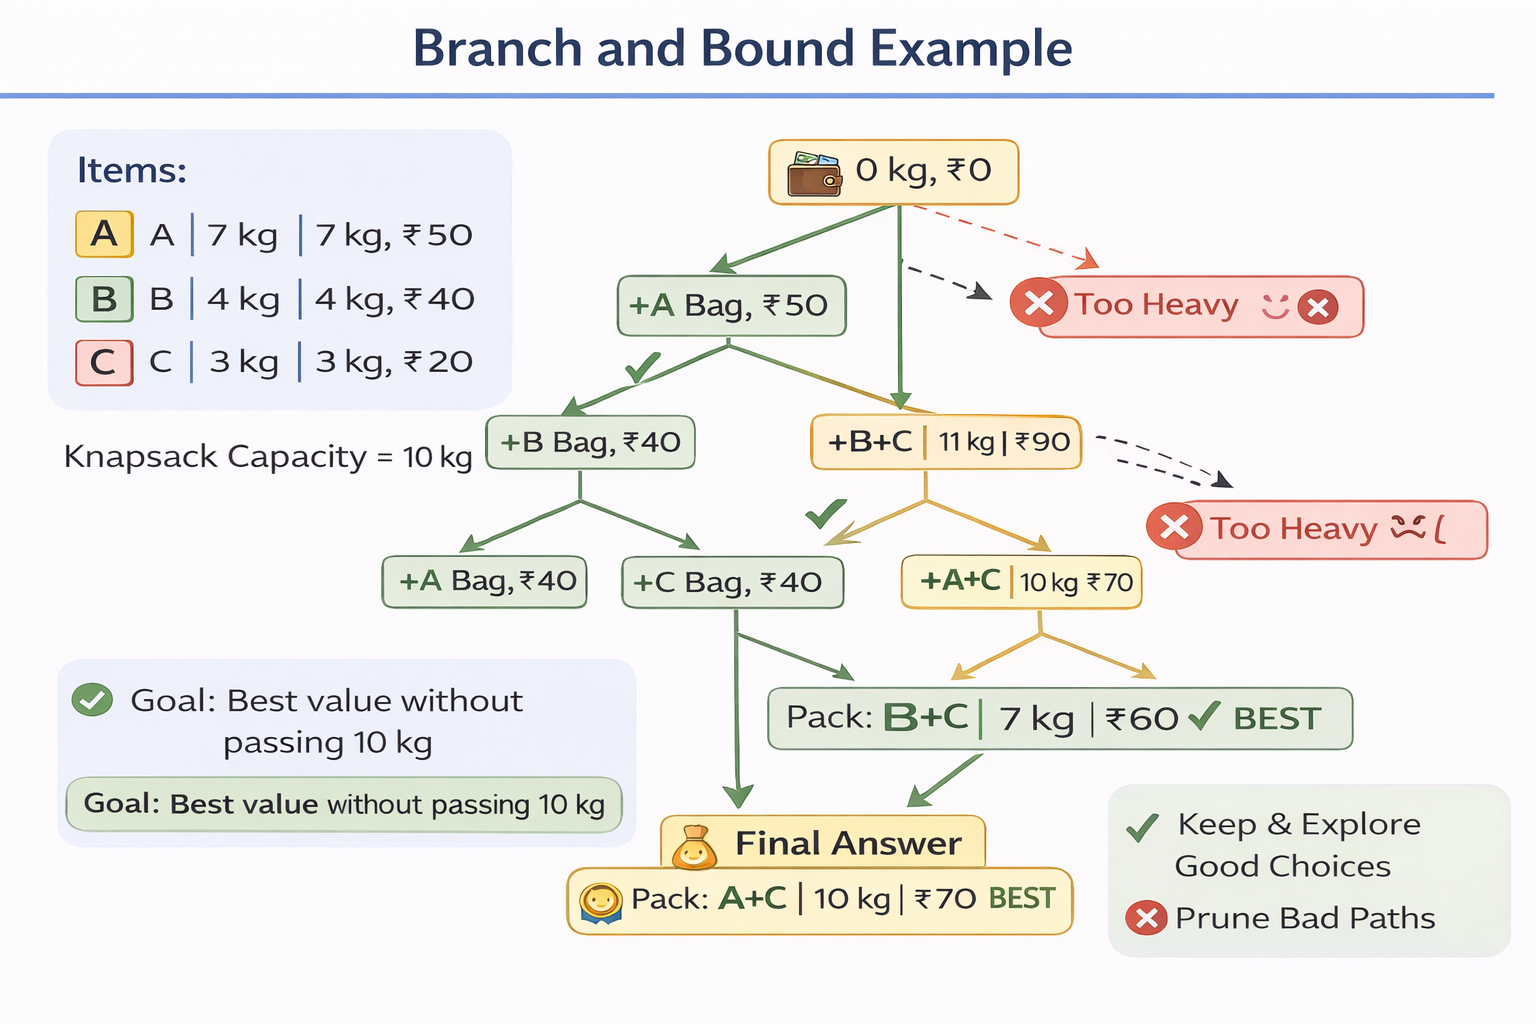 Branch and Bound Example
Items:
A A | 7 kg | 7 kg, ₹50
B B | 4 kg | 4 kg, ₹40
C C | 3 kg | 3 kg, ₹20
Knapsack Capacity = 10 kg
0 kg, ₹0
+A Bag, ₹50
Too Heavy
+B Bag, ₹40
+B+C | 11 kg | ₹90
Too Heavy
+A Bag, ₹40
+C Bag, ₹40
+A+C | 10 kg ₹70
Goal: Best value without
passing 10 kg
Goal: Best value without passing 10 kg
Pack: B+C | 7 kg | ₹60 ✓ BEST
Final Answer
Pack: A+C | 10 kg | ₹70 BEST
Keep & Explore
Good Choices
Prune Bad Paths